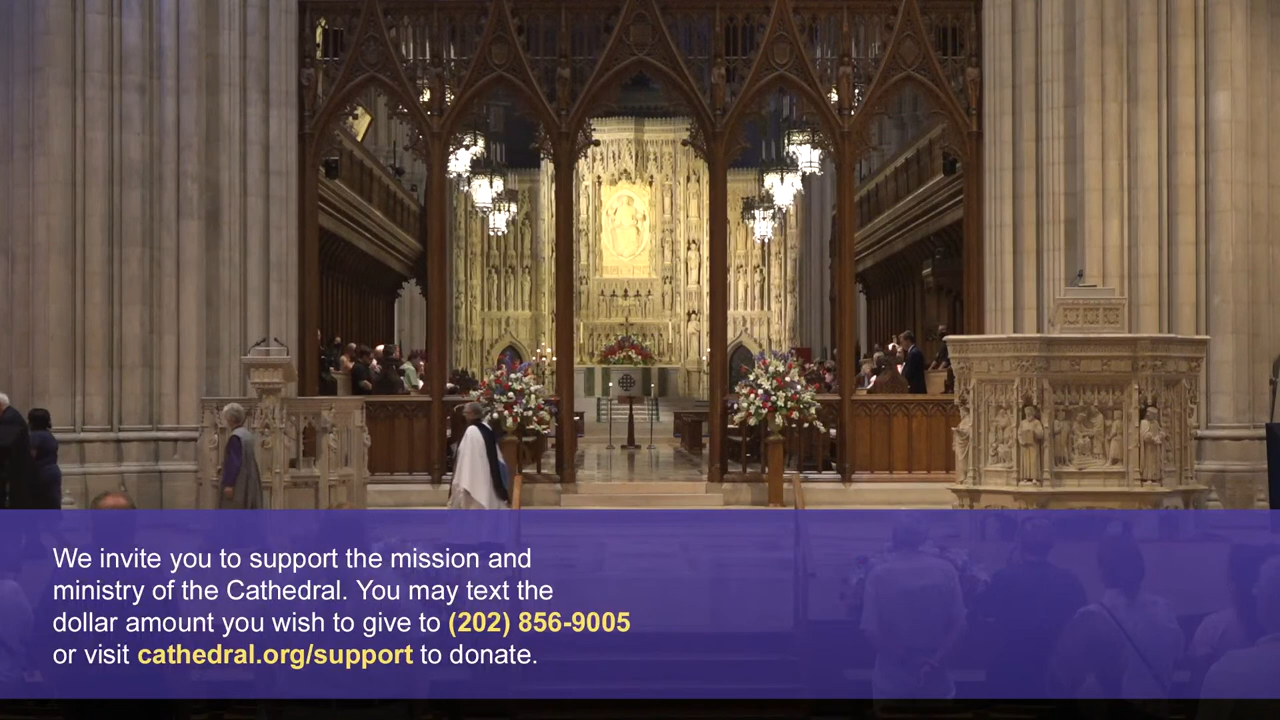 We invite you to support the mission and
ministry of the Cathedral. You may text the
dollar amount you wish to give to (202) 856-9005
or visit cathedral.org/support to donate.